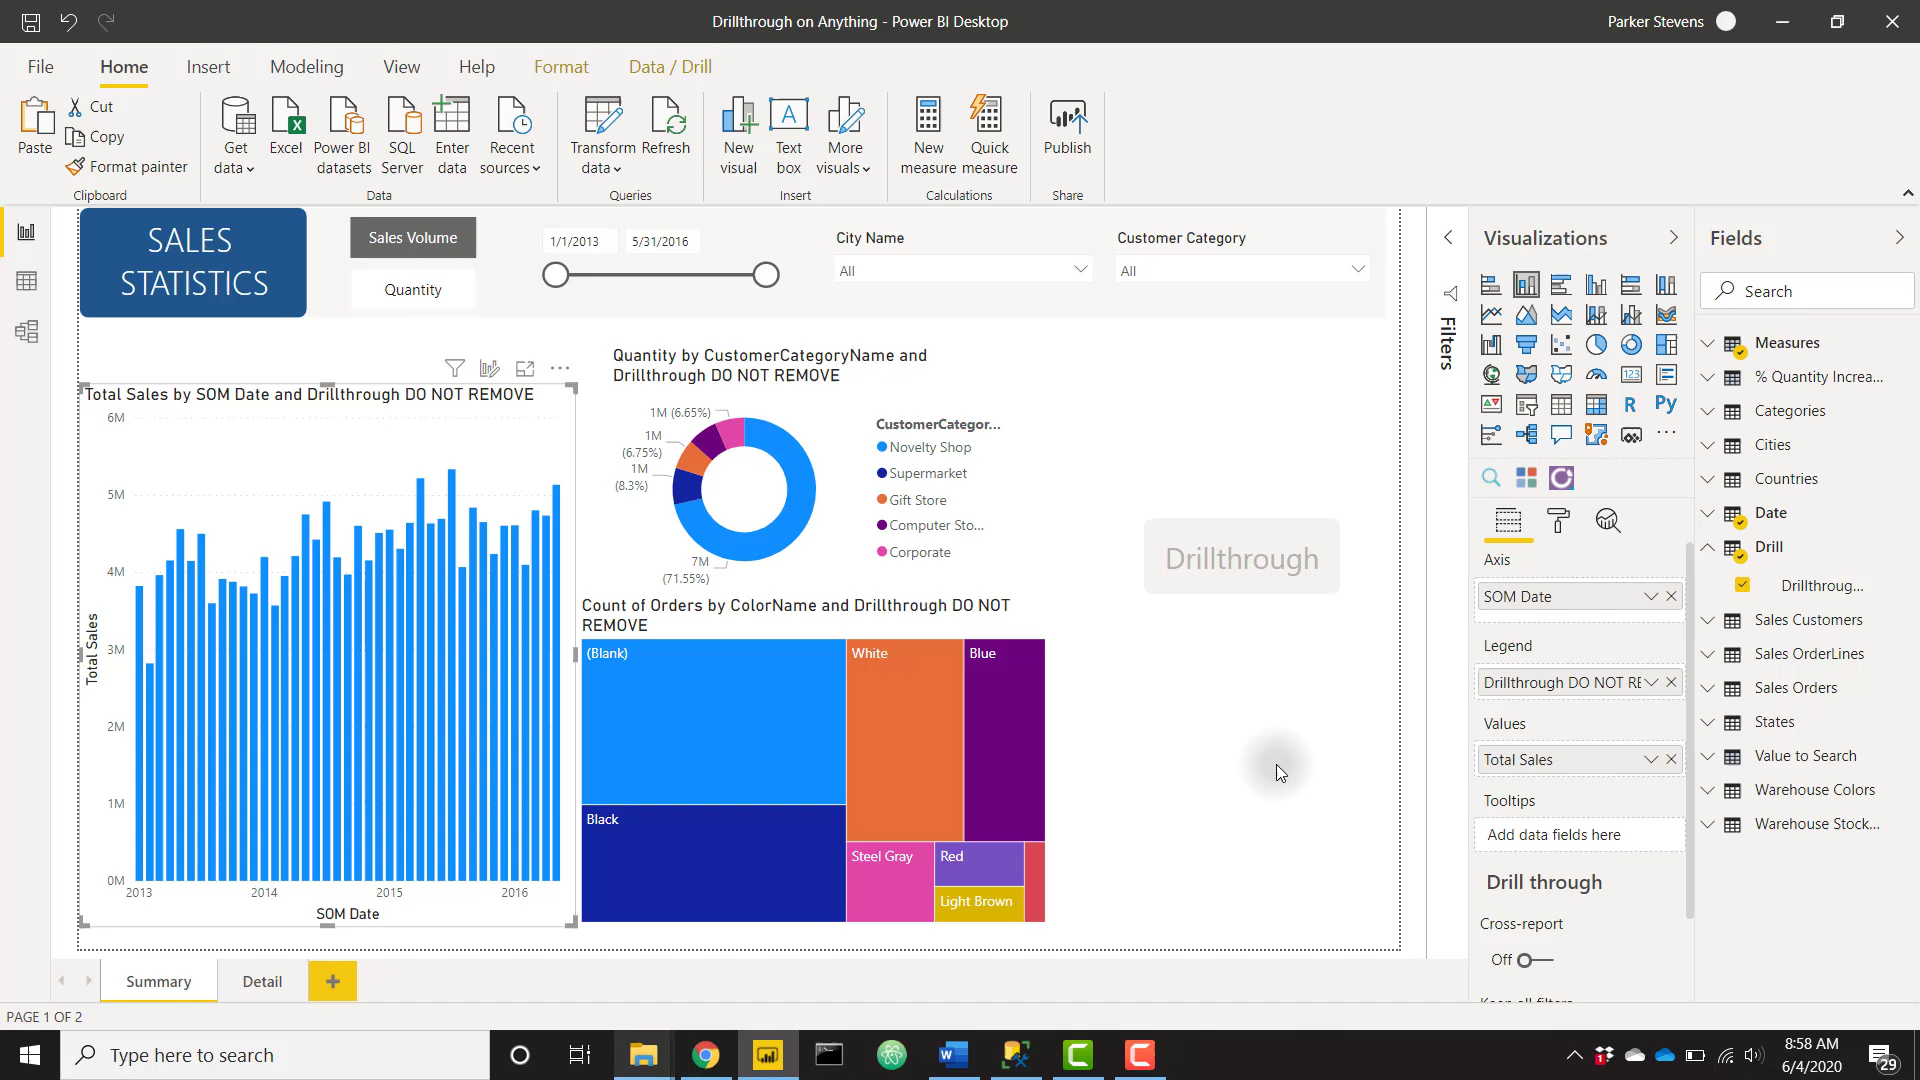 Drillthrough on Anything - Power BI Desktop
Parker Stevens
File
Home
Insert
Modeling
View
Help
Format
Data / Drill
Paste
Cut
Copy
Format painter
Clipboard
Get
data
Excel
Power BI
datasets
SQL
Server
Enter
data
Recent
sources
Data
Transform
data
Refresh
Queries
New
visual
Text
box
More
visuals
Insert
New
measure
Quick
measure
Calculations
Publish
Share
SALES
STATISTICS
Sales Volume
Quantity
1/1/2013
5/31/2016
City Name
All
Customer Category
All
Total Sales by SOM Date and Drillthrough DO NOT REMOVE
6M
5M
4M
3M
2M
1M
0M
Total Sales
2013
2014
2015
2016
SOM Date
Quantity by CustomerCategoryName and
Drillthrough DO NOT REMOVE
1M (6.65%)
1M
(6.75%)
1M
(8.3%)
7M
(71.55%)
CustomerCategor...
Novelty Shop
Supermarket
Gift Store
Computer Sto...
Corporate
Count of Orders by ColorName and Drillthrough DO NOT
REMOVE
(Blank)
White
Blue
Black
Steel Gray
Red
Light Brown
Drillthrough
Filters
Visualizations
R
Py
Axis
SOM Date
Legend
Drillthrough DO NOT RE
Values
Total Sales
Tooltips
Add data fields here
Drill through
Cross-report
Off
Keep all filters
Fields
Search
Measures
% Quantity Increa...
Categories
Cities
Countries
Date
Drill
Drillthroug...
Sales Customers
Sales OrderLines
Sales Orders
States
Value to Search
Warehouse Colors
Warehouse Stock...
Summary
Detail
PAGE 1 OF 2
Type here to search
8:58 AM
6/4/2020
29